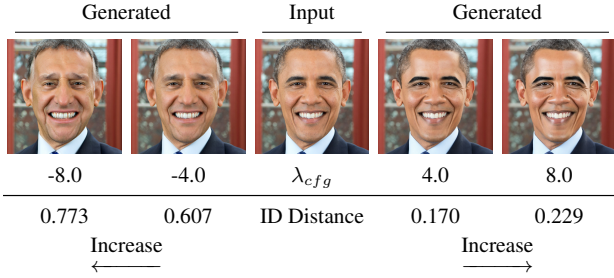 Generated Input Generated
-8.0 -4.0 λ_cfg 4.0 8.0
0.773 0.607 ID Distance 0.170 0.229
Increase Increase